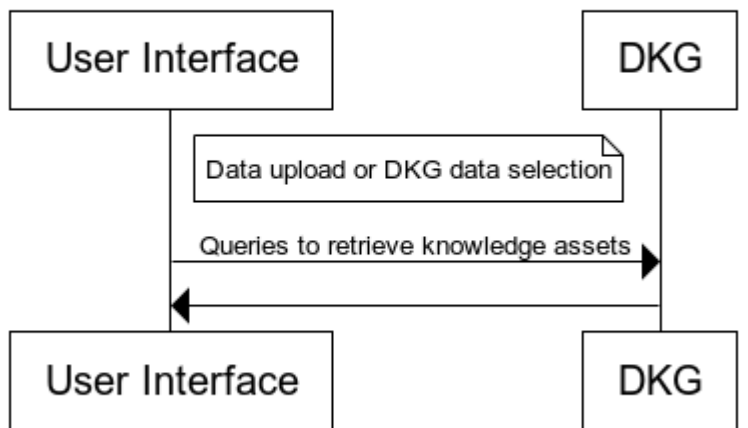 User Interface
DKG
Data upload or DKG data selection
Queries to retrieve knowledge assets
User Interface
DKG